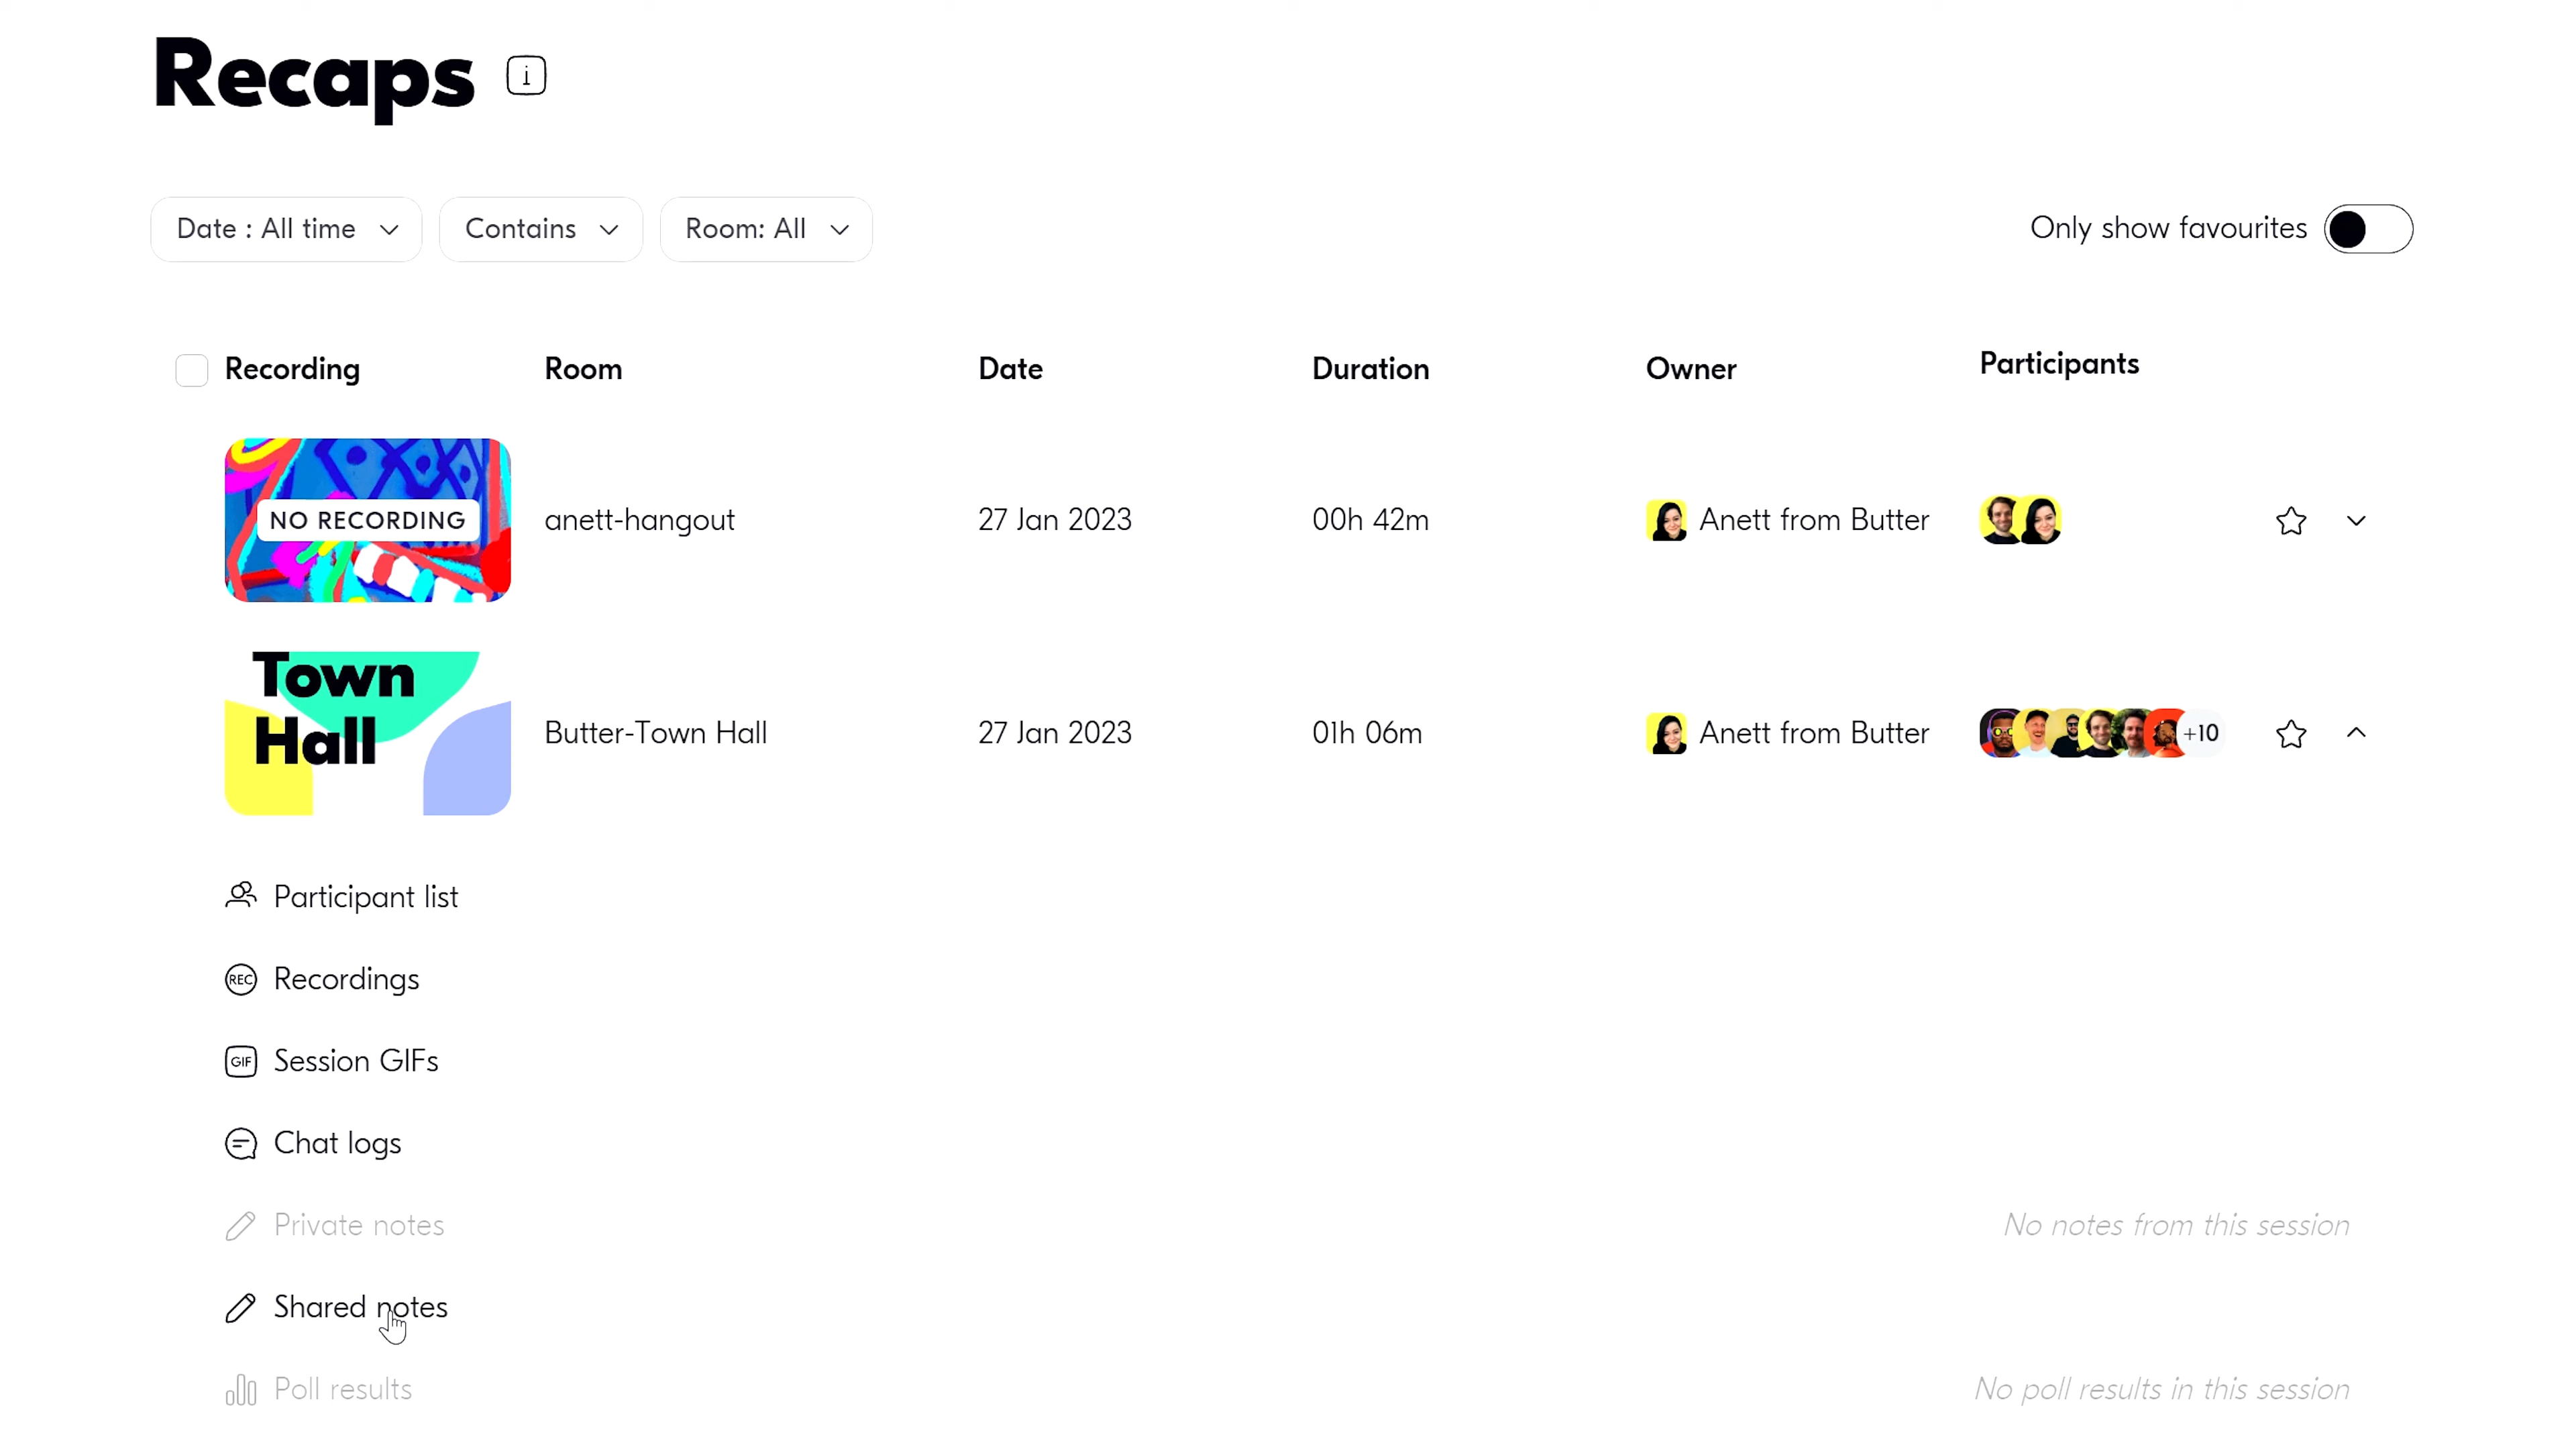 Recaps
Date : All time
Contains
Room: All
Only show favourites
Recording
Room
Date
Duration
Owner
Participants
NO RECORDING
anett-hangout
27 Jan 2023
00h 42m
Anett from Butter
Town
Hall
Butter-Town Hall
27 Jan 2023
01h 06m
Anett from Butter
+10
Participant list
REC
Recordings
GIF
Session GIFs
Chat logs
Private notes
No notes from this session
Shared notes
Poll results
No poll results in this session